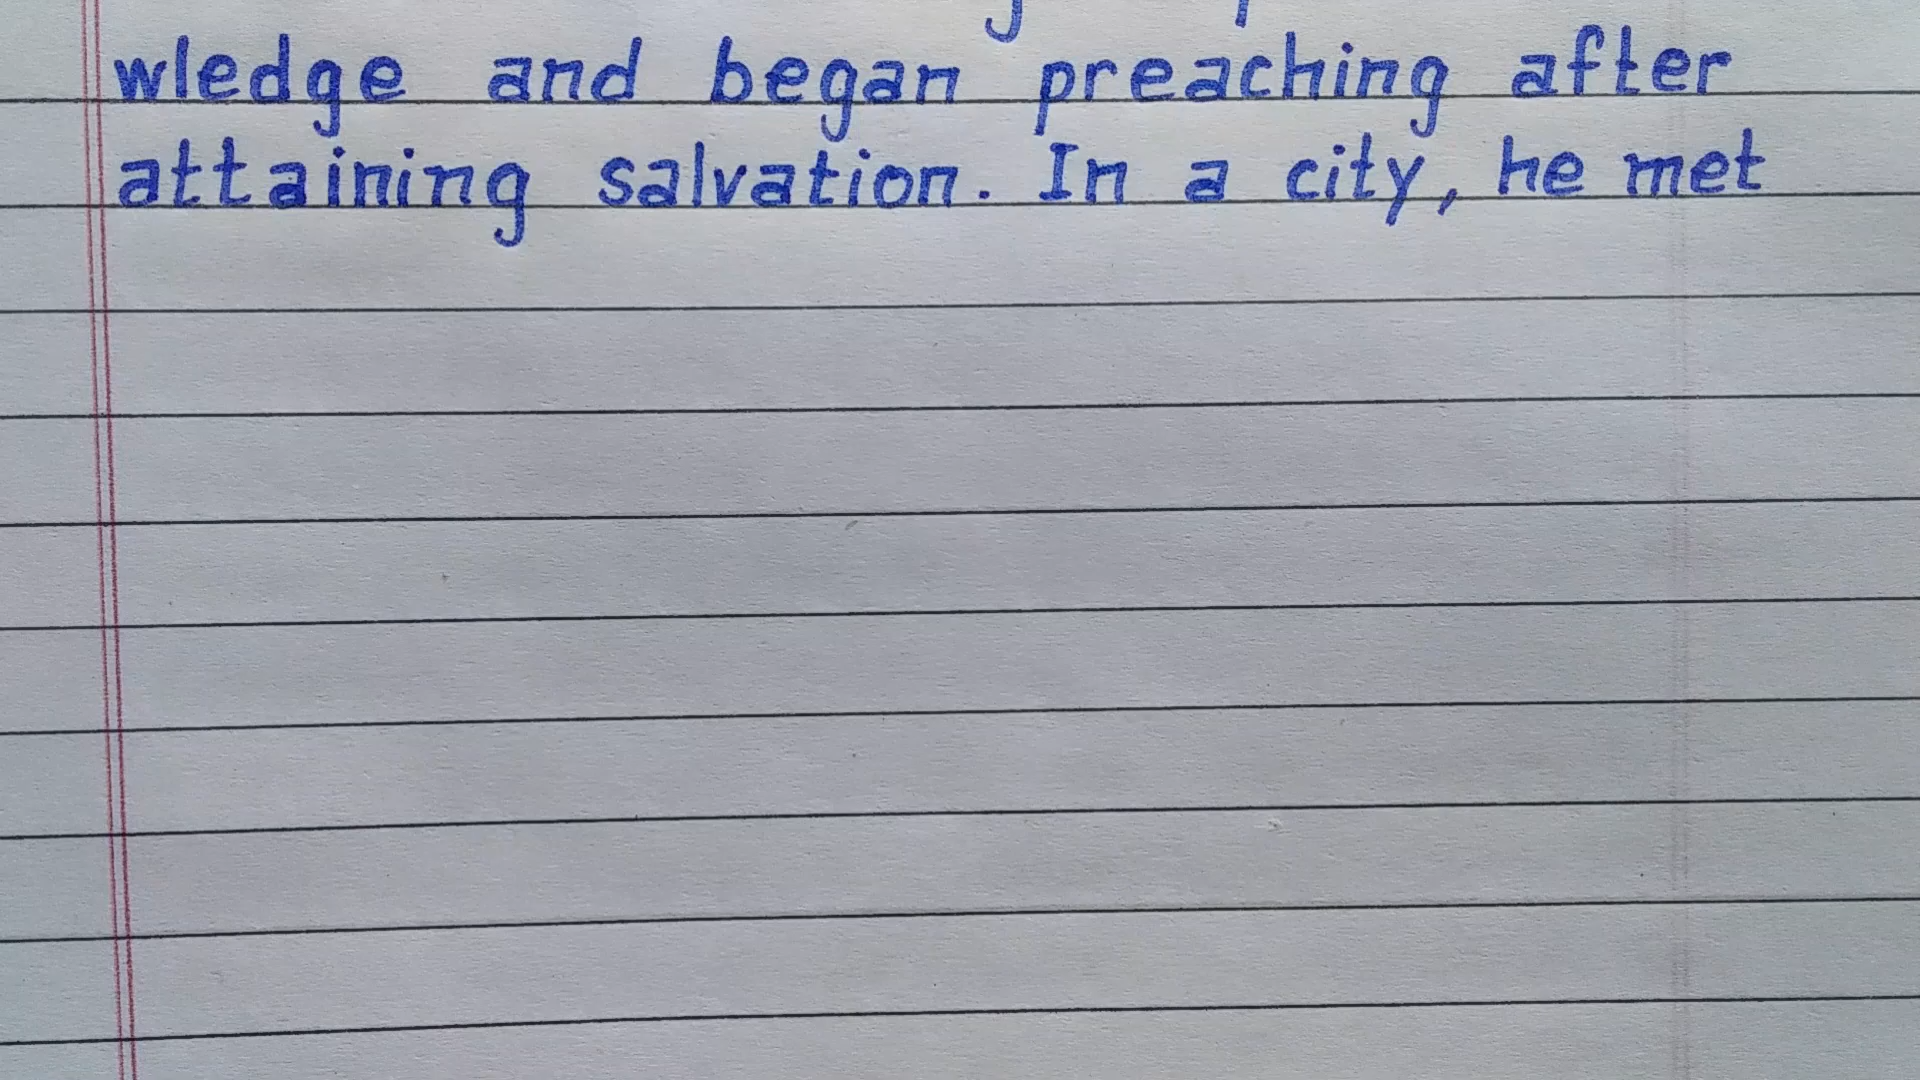 wledge and began preaching after
attaining salvation. In a city, he met